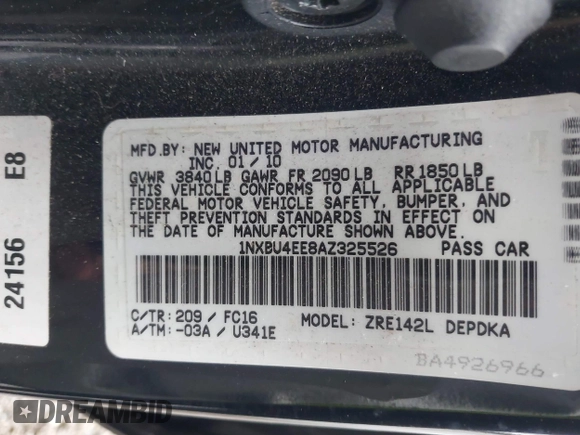 MFD.BY: NEW UNITED MOTOR MANUFACTURING
INC. 01/10
GVWR 3840LB GAWR FR 2090LB RR1850LB
THIS VEHICLE CONFORMS TO ALL APPLICABLE
FEDERAL MOTOR VEHICLE SAFETY, BUMPER, AND
THEFT PREVENTION STANDARDS IN EFFECT ON
THE DATE OF MANUFACTURE SHOWN ABOVE.
1NXBU4EE8AZ325526 PASS CAR
C/TR: 209 / FC16
A/TM: -03A / U341E
MODEL: ZRE142L DEPDKA
BA4926966
24156 E8
DREAMBID